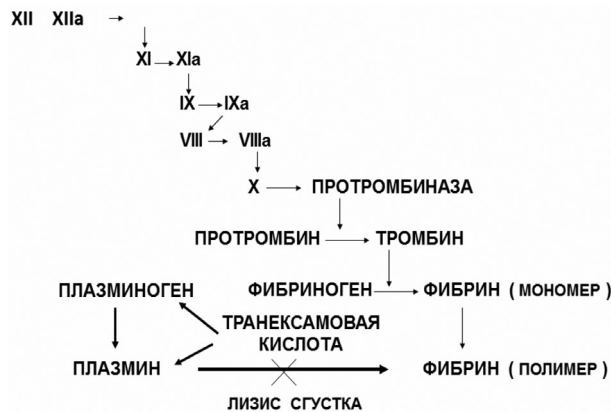 XII XIIa
XI XIa
IX IXa
VIII VIIIa
X ПРОТРОМБИНАЗА
ПРОТРОМБИН ТРОМБИН
ПЛАЗМИНОГЕН ФИБРИНОГЕН ФИБРИН ( МОНОМЕР )
ТРАНЕКСАМОВАЯ
КИСЛОТА
ПЛАЗМИН ФИБРИН ( ПОЛИМЕР )
ЛИЗИС СГУСТКА